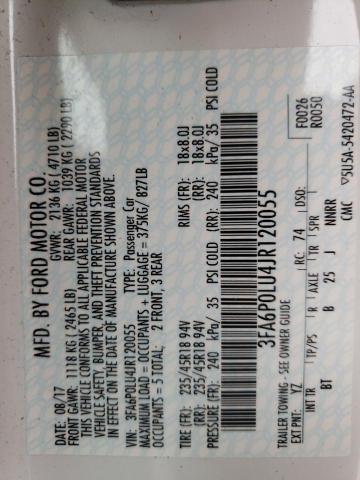 MFD. BY FORD MOTOR CO.
DATE: 08/17 GVWR: 2136 KG ( 4710 LB)
FRONT GAWR: 1118 KG ( 2465 LB) REAR GAWR: 1039 KG ( 2290 LB)
THIS VEHICLE CONFORMS TO ALL APPLICABLE FEDERAL MOTOR
VEHICLE SAFETY, BUMPER, AND THEFT PREVENTION STANDARDS
IN EFFECT ON THE DATE OF MANUFACTURE SHOWN ABOVE.
VIN: 3FA6P0LU4JR120055 TYPE: Passenger Car
MAXIMUM LOAD = OCCUPANTS + LUGGAGE = 375KG/ 827LB
OCCUPANTS = 5 TOTAL: 2 FRONT, 3 REAR
TIRE (FR): 235/45R18 94V RIMS (FR): 18x8.0J
(RR): 235/45R18 94V (RR): 18x8.0J
PRESSURE (FR): 240 kPa/ 35 PSI COLD (RR): 240 kPa/ 35 PSI COLD
3FA6P0LU4JR120055
TRAILER TOWING - SEE OWNER GUIDE F0026
EXT PNT: YZ RC: 74 DSO: R0050
INT TR TP/PS R AXLE TR SPR
BT B 25 J NNRR
CMC ▽5U5A-5420472-AA